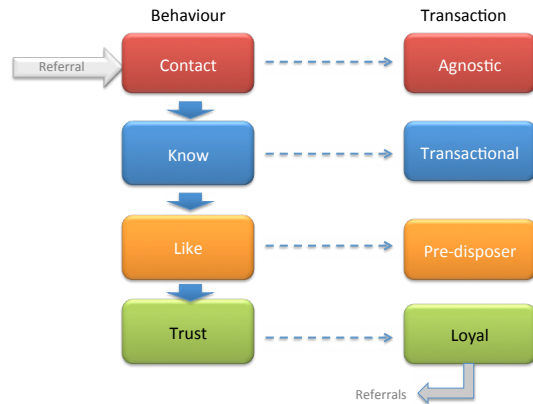 Behaviour
Transaction
Referral
Contact
Agnostic
Know
Transactional
Like
Pre-disposer
Trust
Loyal
Referrals